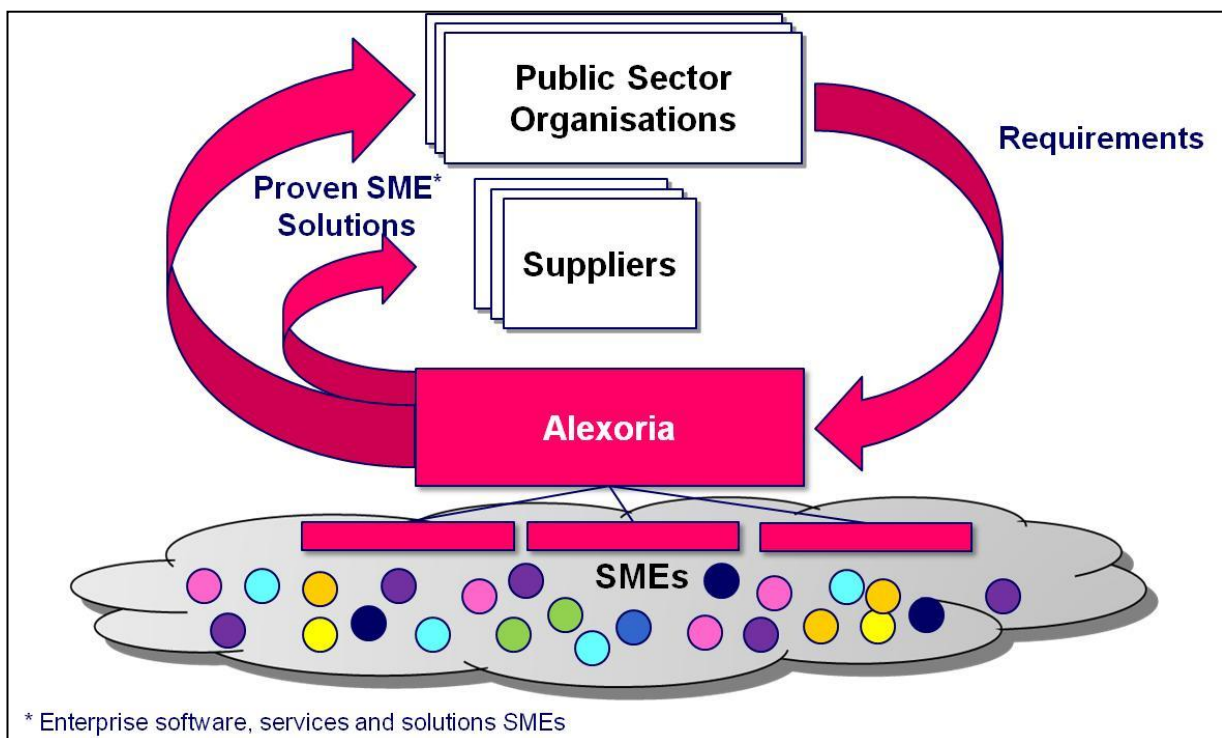 Public Sector
Organisations
Requirements
Proven SME*
Solutions
Suppliers
Alexoria
SMEs
* Enterprise software, services and solutions SMEs